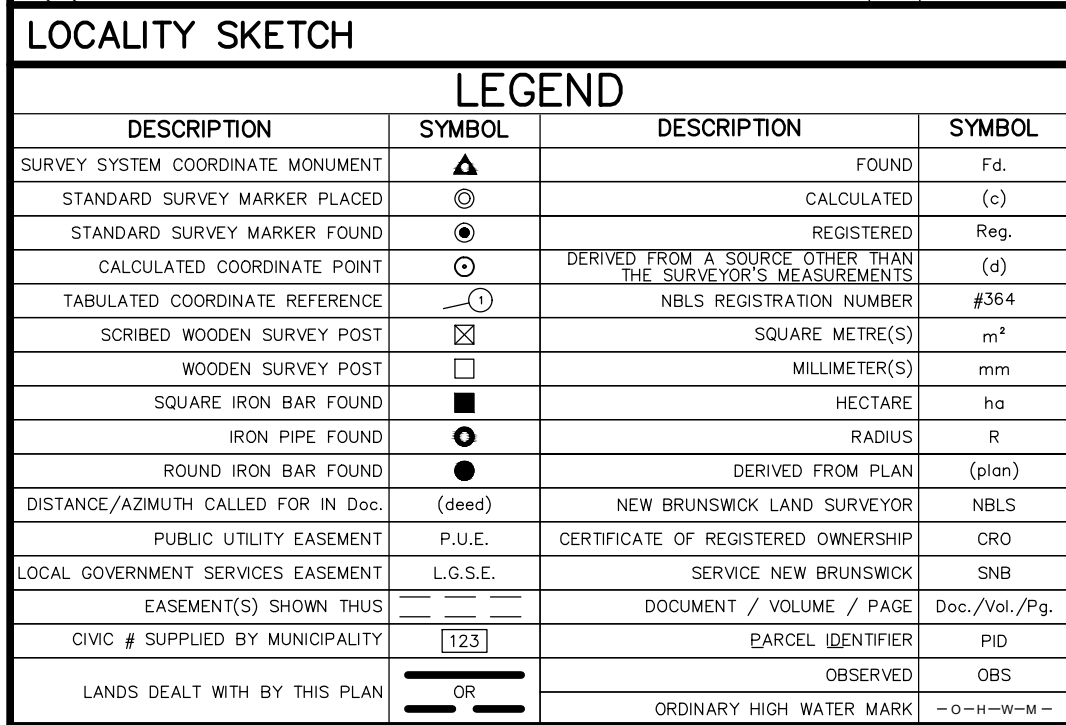 LOCALITY SKETCH
LEGEND
DESCRIPTION SYMBOL DESCRIPTION SYMBOL
SURVEY SYSTEM COORDINATE MONUMENT FOUND Fd.
STANDARD SURVEY MARKER PLACED CALCULATED (c)
STANDARD SURVEY MARKER FOUND REGISTERED Reg.
CALCULATED COORDINATE POINT DERIVED FROM A SOURCE OTHER THAN
THE SURVEYOR'S MEASUREMENTS (d)
TABULATED COORDINATE REFERENCE 1 NBLS REGISTRATION NUMBER #364
SCRIBED WOODEN SURVEY POST SQUARE METRE(S) m²
WOODEN SURVEY POST MILLIMETER(S) mm
SQUARE IRON BAR FOUND HECTARE ha
IRON PIPE FOUND RADIUS R
ROUND IRON BAR FOUND DERIVED FROM PLAN (plan)
DISTANCE/AZIMUTH CALLED FOR IN Doc. (deed) NEW BRUNSWICK LAND SURVEYOR NBLS
PUBLIC UTILITY EASEMENT P.U.E. CERTIFICATE OF REGISTERED OWNERSHIP CRO
LOCAL GOVERNMENT SERVICES EASEMENT L.G.S.E. SERVICE NEW BRUNSWICK SNB
EASEMENT(S) SHOWN THUS DOCUMENT / VOLUME / PAGE Doc./Vol./Pg.
CIVIC # SUPPLIED BY MUNICIPALITY 123 PARCEL IDENTIFIER PID
OBSERVED OBS
LANDS DEALT WITH BY THIS PLAN OR
ORDINARY HIGH WATER MARK —O—H—W—M—